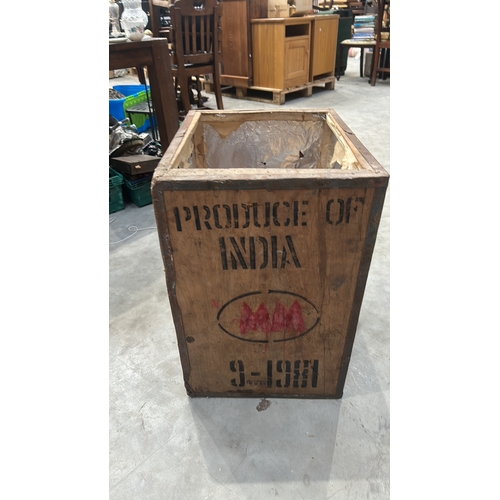 PRODUCE OF
INDIA
9-1981